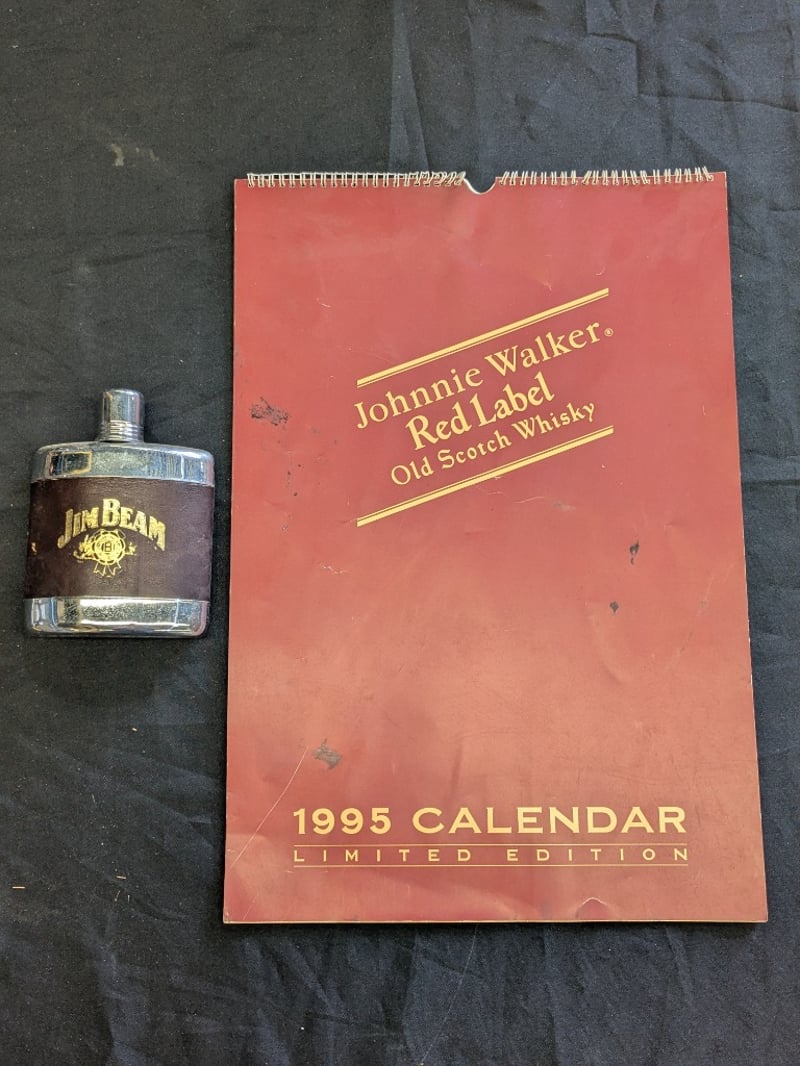 JIM BEAM
B
Johnnie Walker®
Red Label
Old Scotch Whisky
1995 CALENDAR
LIMITED EDITION